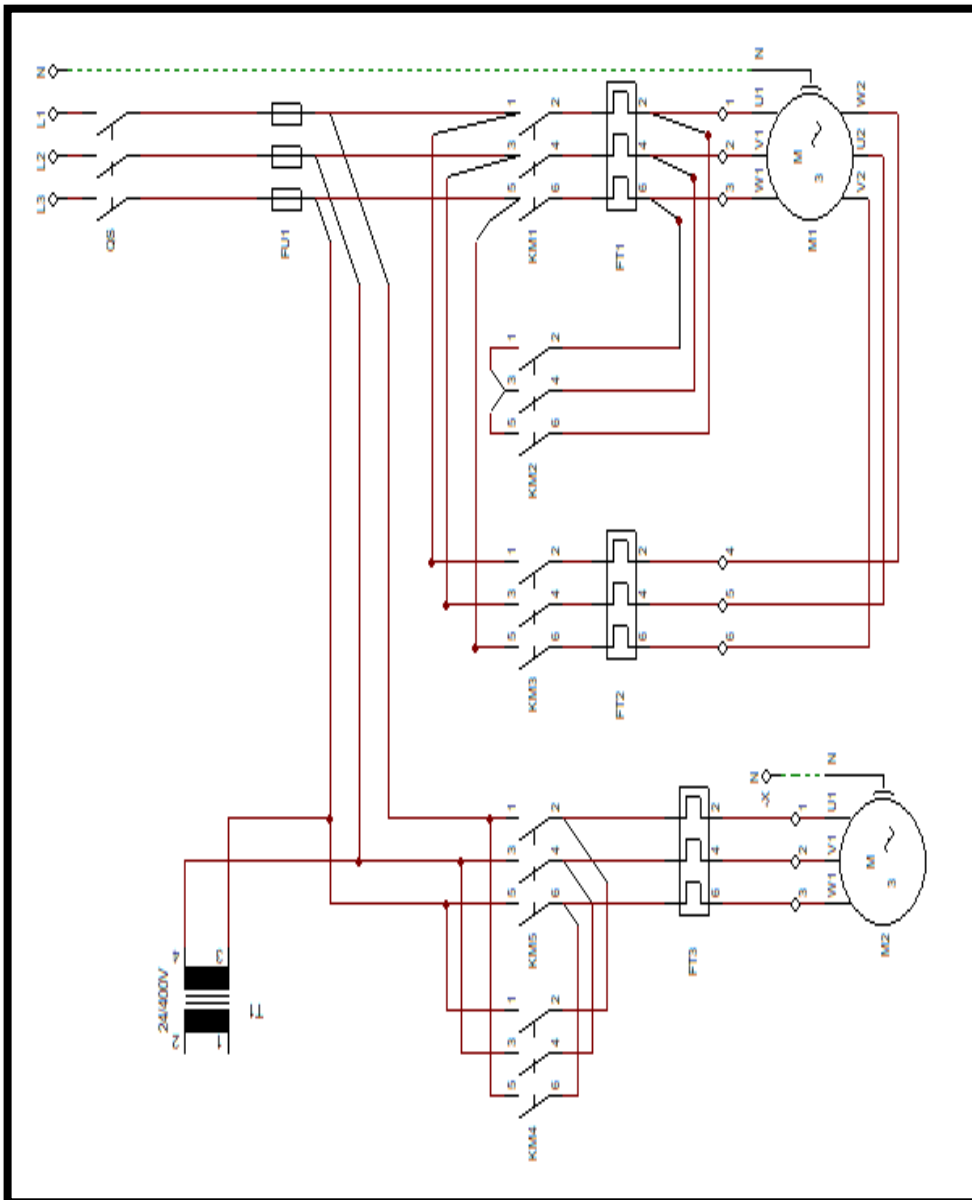 L3 L2 L1 N
QS
24/400V
2 4
1 3
T1
FU1
5 3 1 5 3 1 5 3 1 5 3 1 5 3 1
KM4 KM5 KM3 KM2 KM1
6 4 2 6 4 2 6 4 2 6 4 2 6 4 2
FT2 FT1
6 4 2 6 4 2
FT3
6 4 2
6 5 4 3 2 1
N W1 V1 U1 N
-X
3 2 1
M
3
M1
W1 V1 U1 N
V2 U2 W2
M
3
M2